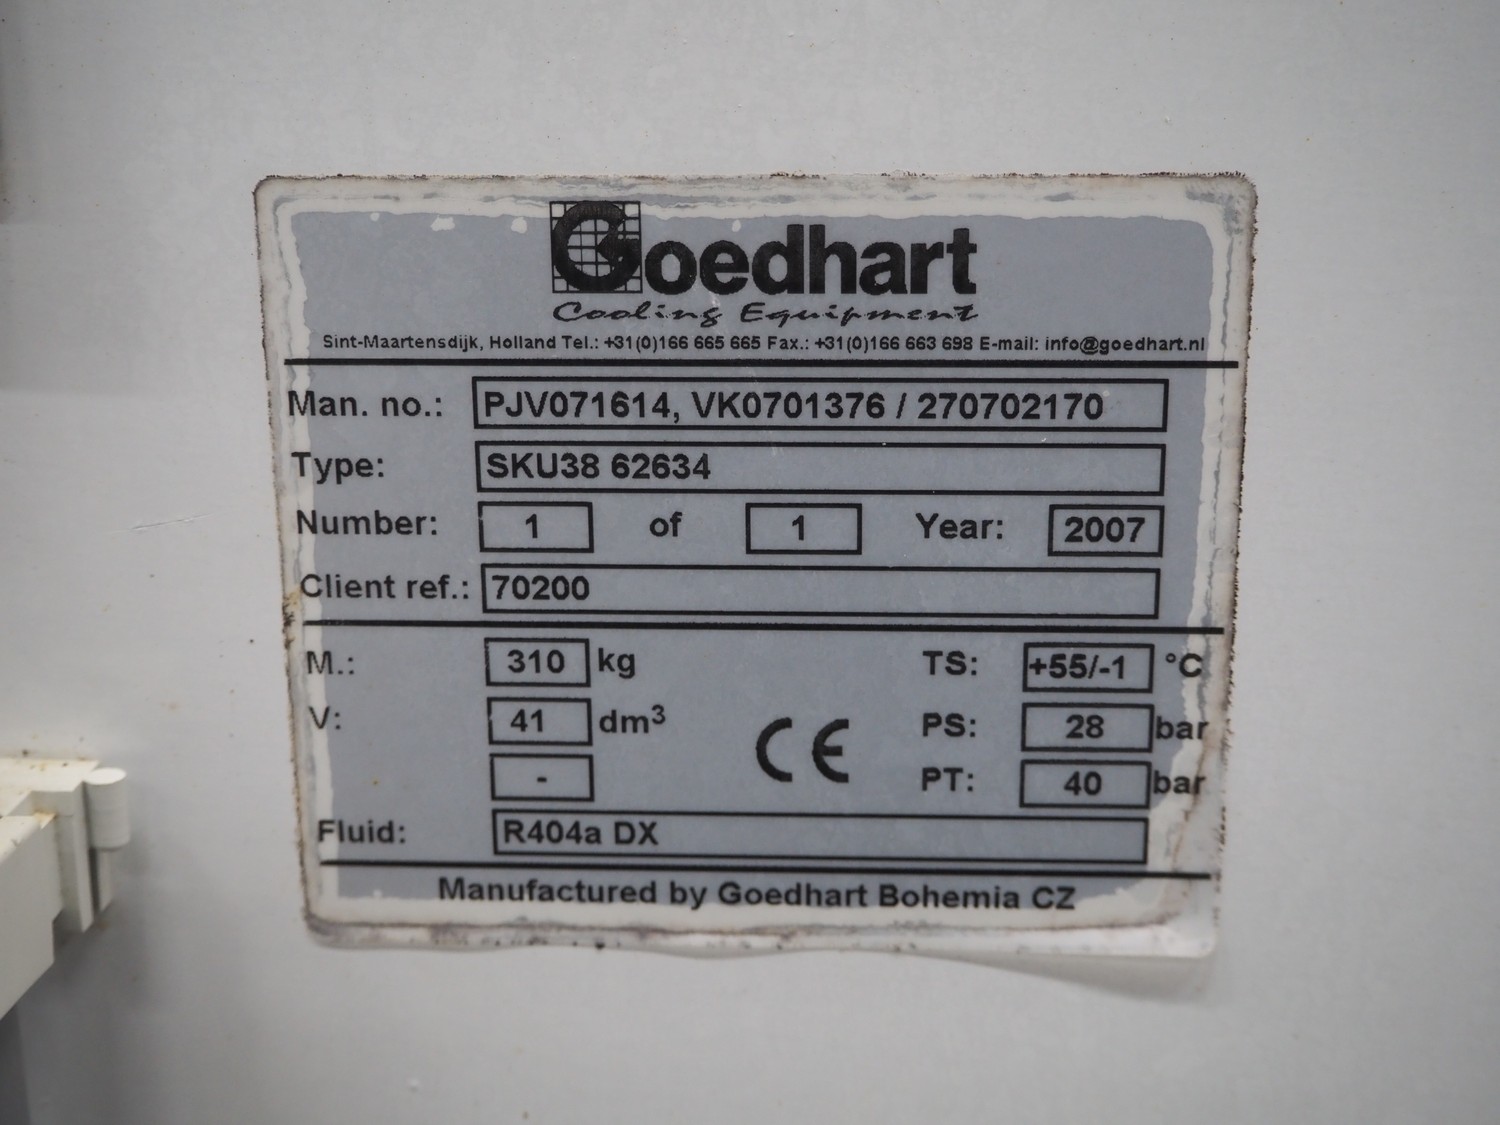 Goedhart
Cooling Equipment
Sint-Maartensdijk, Holland Tel.: +31(0)166 665 665 Fax.: +31(0)166 663 698 E-mail: info@goedhart.nl
Man. no.: PJV071614, VK0701376 / 270702170
Type: SKU38 62634
Number: 1 of 1 Year: 2007
Client ref.: 70200
M.: 310 kg TS: +55/-1 °C
V: 41 dm³ CE PS: 28 bar
- PT: 40 bar
Fluid: R404a DX
Manufactured by Goedhart Bohemia CZ